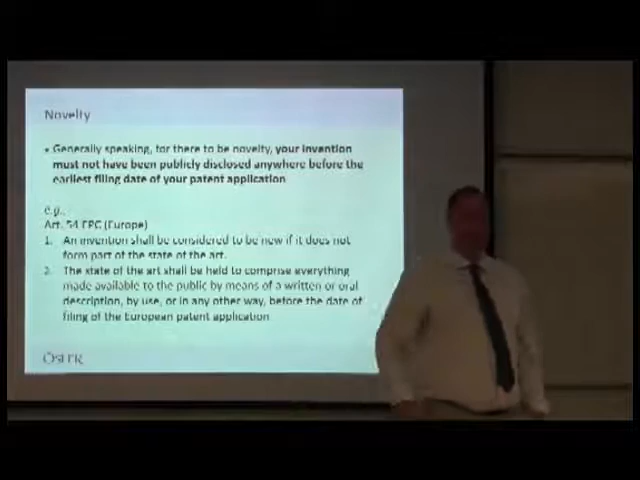 Novelty
• Generally speaking, for there to be novelty, your invention
must not have been publicly disclosed anywhere before the
earliest filing date of your patent application
e.g.,
Art. 54 EPC (Europe)
1. An invention shall be considered to be new if it does not
form part of the state of the art.
2. The state of the art shall be held to comprise everything
made available to the public by means of a written or oral
description, by use, or in any other way, before the date of
filing of the European patent application
OSLER